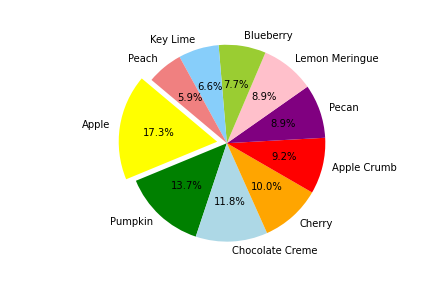 Blueberry
Key Lime
Lemon Meringue
Peach
7.7%
6.6%
8.9%
5.9%
Pecan
Apple
8.9%
17.3%
9.2%
Apple Crumb
13.7%
10.0%
11.8%
Pumpkin
Cherry
Chocolate Creme